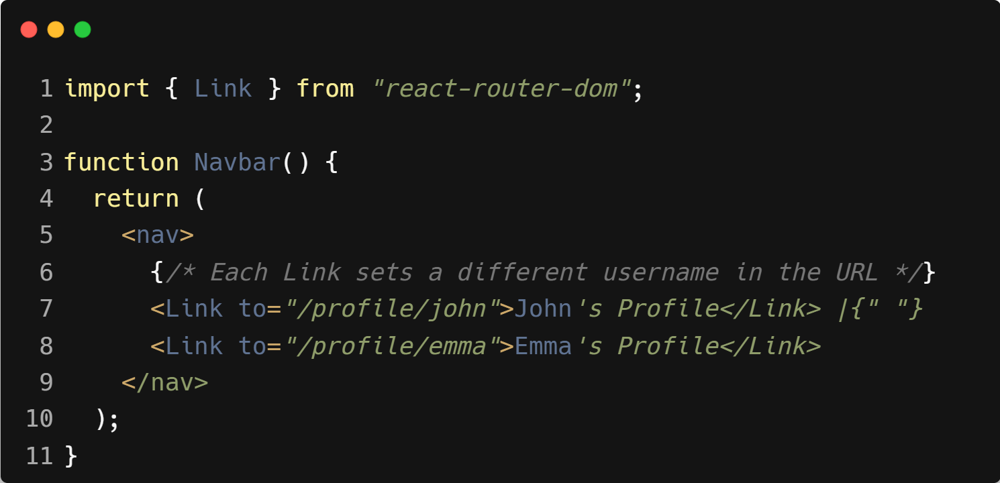 1 import { Link } from "react-router-dom";
2
3 function Navbar() {
4   return (
5     <nav>
6       {/* Each Link sets a different username in the URL */}
7       <Link to="/profile/john">John's Profile</Link> |{" "}
8       <Link to="/profile/emma">Emma's Profile</Link>
9     </nav>
10   );
11 }